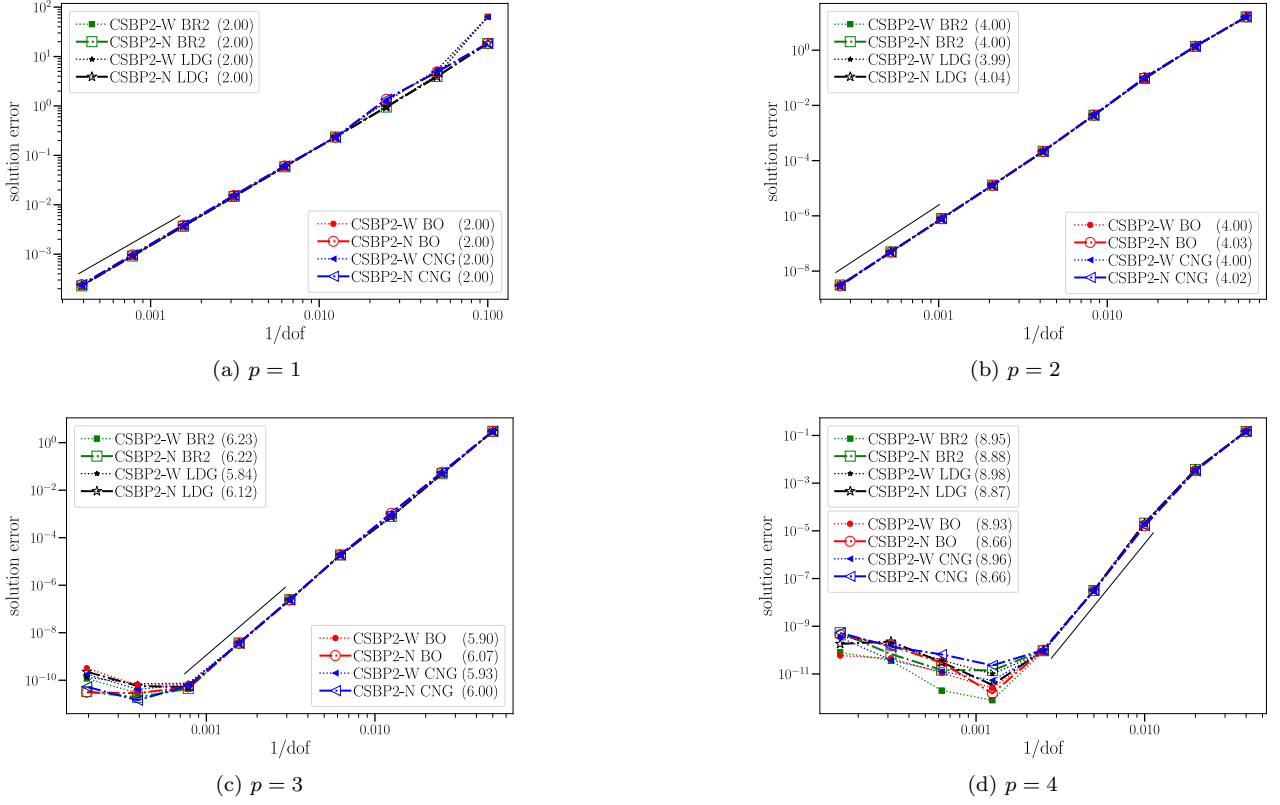 CSBP2-W BR2 (2.00)
CSBP2-N BR2 (2.00)
CSBP2-W LDG (2.00)
CSBP2-N LDG (2.00)
CSBP2-W BO (2.00)
CSBP2-N BO (2.00)
CSBP2-W CNG (2.00)
CSBP2-N CNG (2.00)
10^2
10^1
10^0
10^−1
10^−2
10^−3
solution error
0.001 0.010 0.100
1/dof
(a) p = 1
CSBP2-W BR2 (4.00)
CSBP2-N BR2 (4.00)
CSBP2-W LDG (3.99)
CSBP2-N LDG (4.04)
CSBP2-W BO (4.00)
CSBP2-N BO (4.03)
CSBP2-W CNG (4.00)
CSBP2-N CNG (4.02)
10^0
10^−2
10^−4
10^−6
10^−8
solution error
0.001 0.010
1/dof
(b) p = 2
CSBP2-W BR2 (6.23)
CSBP2-N BR2 (6.22)
CSBP2-W LDG (5.84)
CSBP2-N LDG (6.12)
CSBP2-W BO (5.90)
CSBP2-N BO (6.07)
CSBP2-W CNG (5.93)
CSBP2-N CNG (6.00)
10^0
10^−2
10^−4
10^−6
10^−8
10^−10
solution error
0.001 0.010
1/dof
(c) p = 3
CSBP2-W BR2 (8.95)
CSBP2-N BR2 (8.88)
CSBP2-W LDG (8.98)
CSBP2-N LDG (8.87)
CSBP2-W BO (8.93)
CSBP2-N BO (8.66)
CSBP2-W CNG (8.96)
CSBP2-N CNG (8.66)
10^−1
10^−3
10^−5
10^−7
10^−9
10^−11
solution error
0.001 0.010
1/dof
(d) p = 4